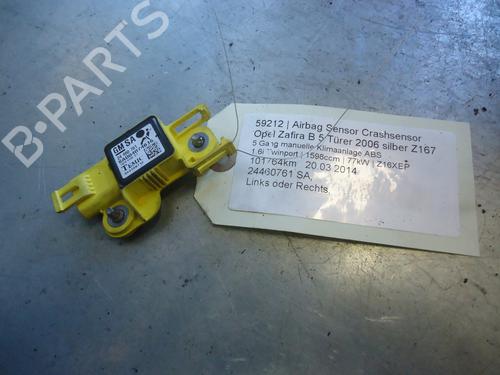 B-PARTS
GM SA
59212 | Airbag Sensor Crashsensor
Opel Zafira B 5 Türer 2006 silber Z167
5 Gang manuelle Klimaanlage ABS
1.6i Twinport | 1598ccm | 77kW | Z16XEP
101764km 20.03.2014
24460761 SA,
Links oder Rechts,